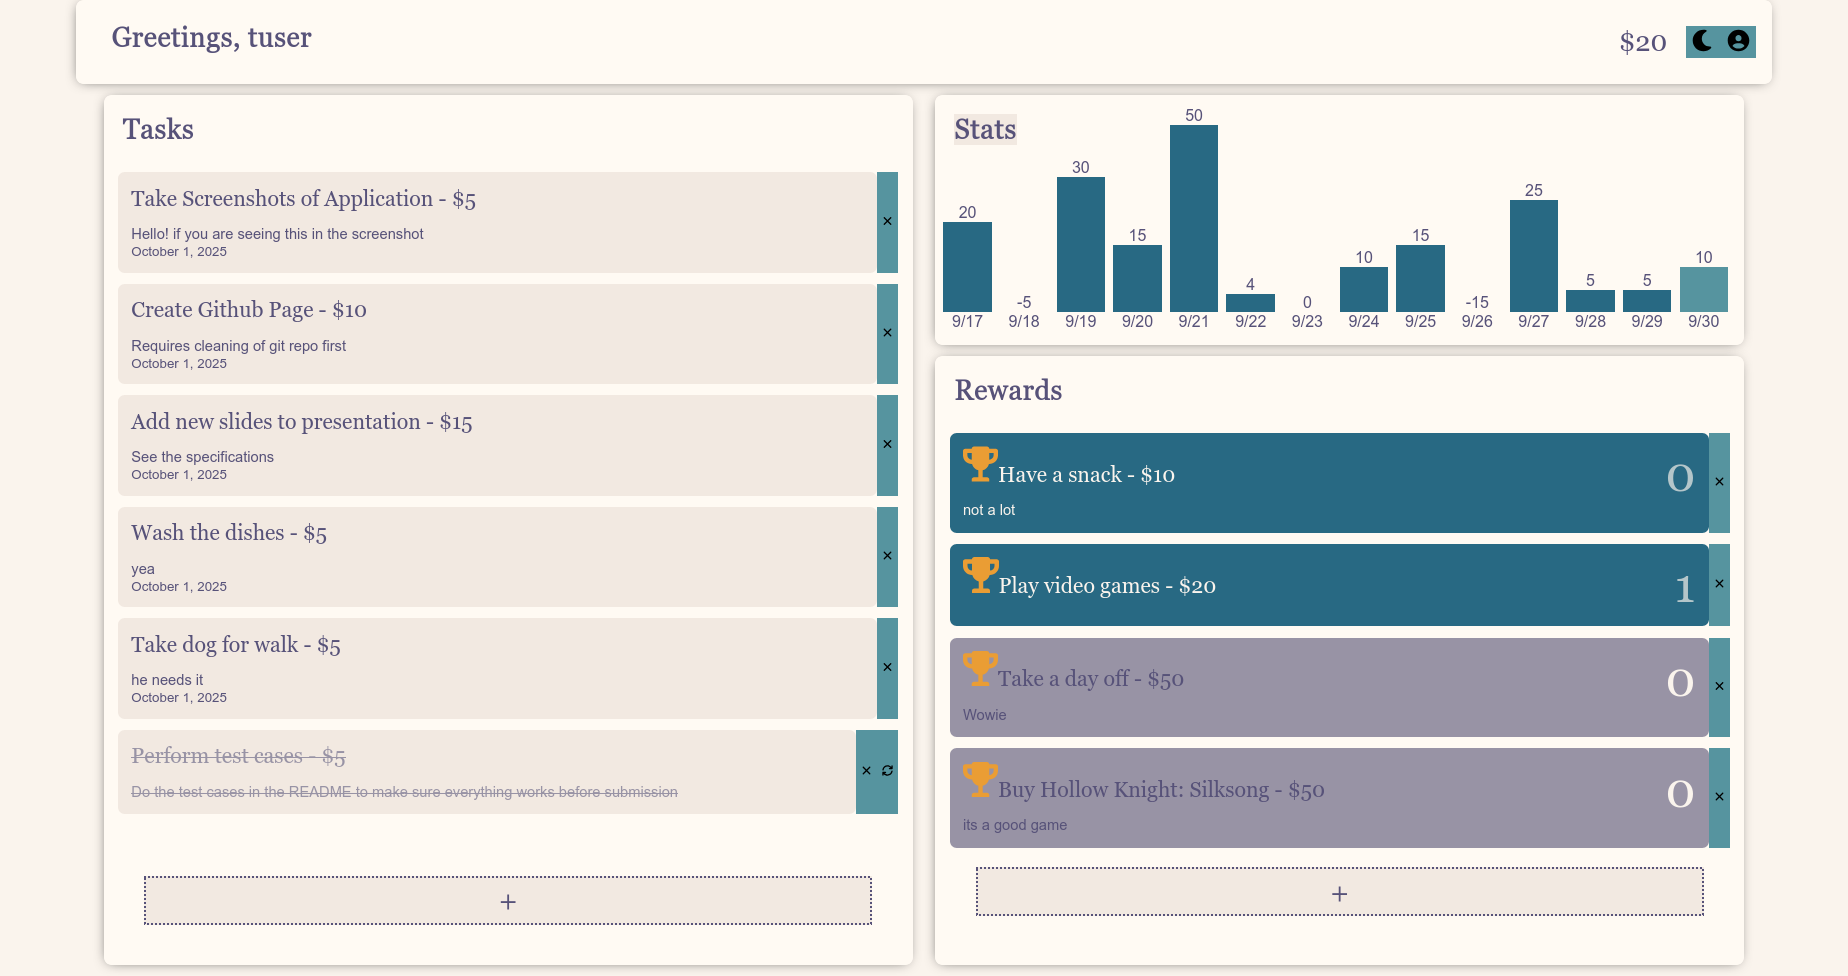 Greetings, tuser
$20
Tasks
Take Screenshots of Application - $5
Hello! if you are seeing this in the screenshot
October 1, 2025
×
Create Github Page - $10
Requires cleaning of git repo first
October 1, 2025
×
Add new slides to presentation - $15
See the specifications
October 1, 2025
×
Wash the dishes - $5
yea
October 1, 2025
×
Take dog for walk - $5
he needs it
October 1, 2025
×
Perform test cases - $5
Do the test cases in the README to make sure everything works before submission
×
+
Stats
20 -5 30 15 50 4 0 10 15 -15 25 5 5 10
9/17 9/18 9/19 9/20 9/21 9/22 9/23 9/24 9/25 9/26 9/27 9/28 9/29 9/30
Rewards
Have a snack - $10
not a lot
0
×
Play video games - $20
1
×
Take a day off - $50
Wowie
0
×
Buy Hollow Knight: Silksong - $50
its a good game
0
×
+